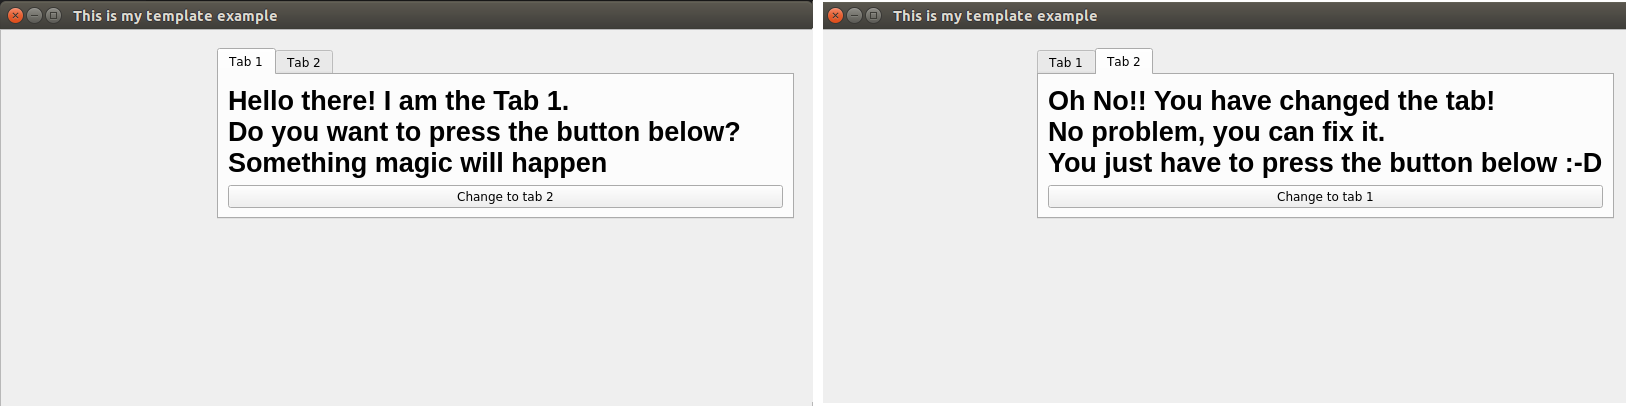 This is my template example
Tab 1
Tab 2
Hello there! I am the Tab 1.
Do you want to press the button below?
Something magic will happen
Change to tab 2
This is my template example
Tab 1
Tab 2
Oh No!! You have changed the tab!
No problem, you can fix it.
You just have to press the button below :-D
Change to tab 1